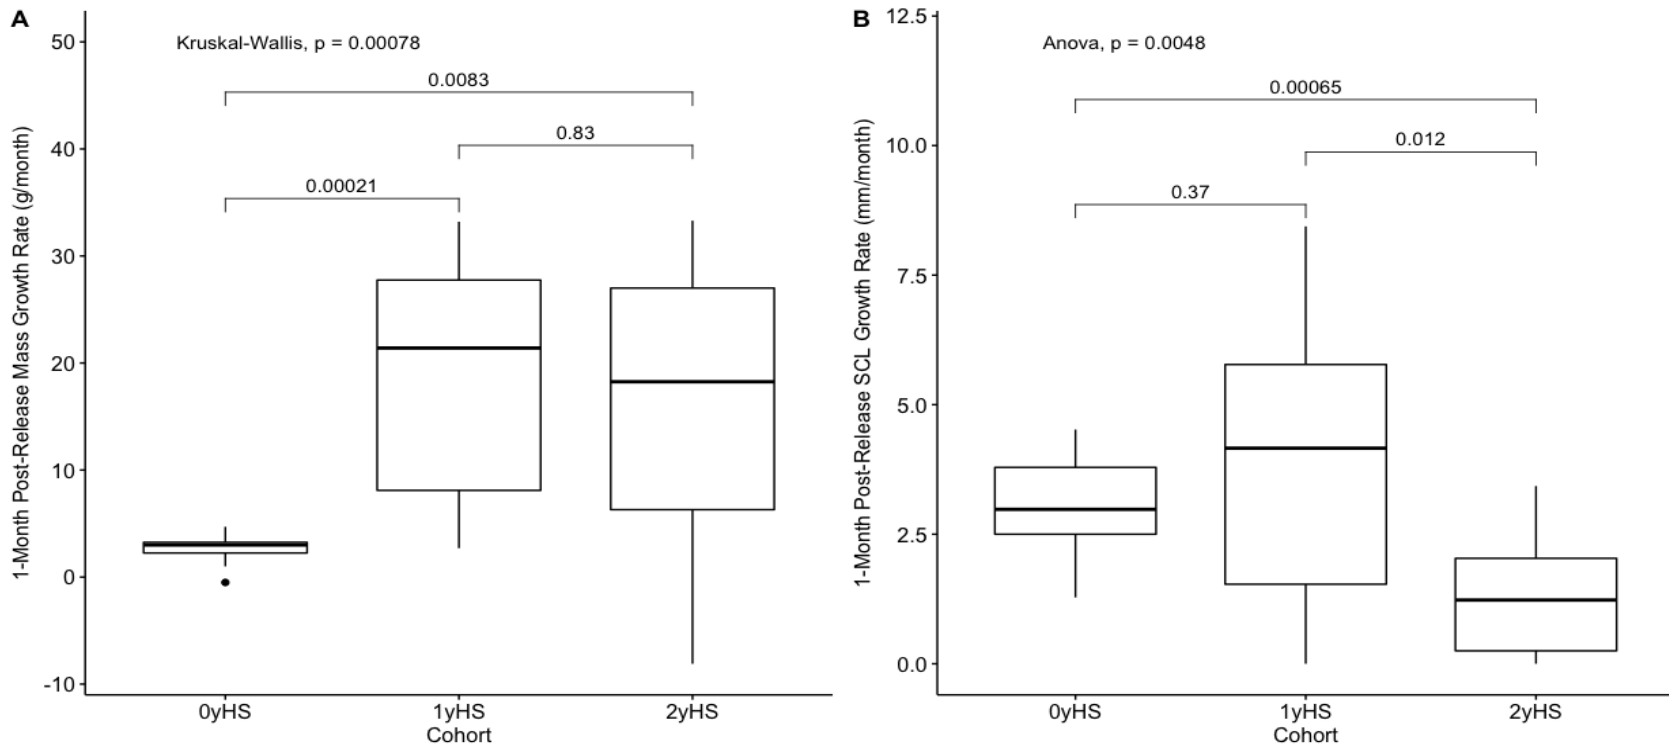 A
1-Month Post-Release Mass Growth Rate (g/month)
50
40
30
20
10
0
-10
Kruskal-Wallis, p = 0.00078
0.0083
0.83
0.00021
0yHS
1yHS
2yHS
Cohort
B
1-Month Post-Release SCL Growth Rate (mm/month)
12.5
10.0
7.5
5.0
2.5
0.0
Anova, p = 0.0048
0.00065
0.012
0.37
0yHS
1yHS
2yHS
Cohort